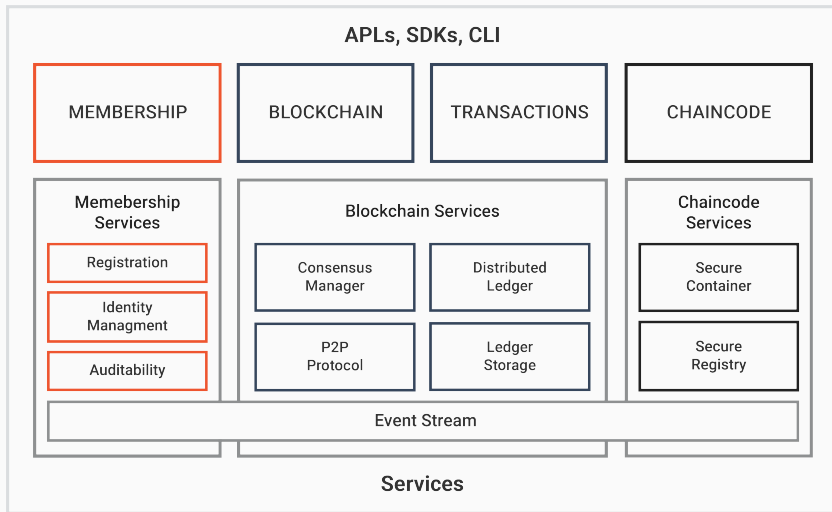 APLs, SDKs, CLI
MEMBERSHIP
BLOCKCHAIN
TRANSACTIONS
CHAINCODE
Memebership
Services
Registration
Identity
Managment
Auditability
Blockchain Services
Consensus
Manager
Distributed
Ledger
P2P
Protocol
Ledger
Storage
Chaincode
Services
Secure
Container
Secure
Registry
Event Stream
Services